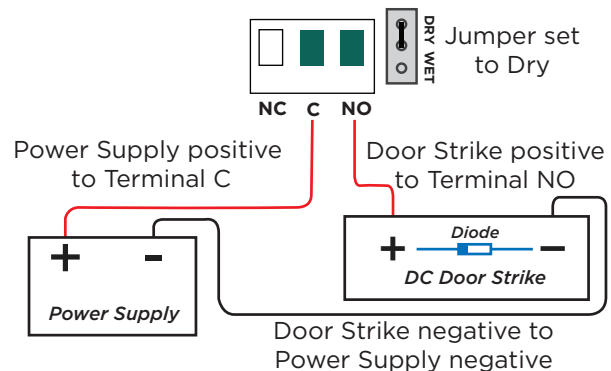 DRY WET
Jumper set
to Dry
NC C NO
Power Supply positive
to Terminal C
Door Strike positive
to Terminal NO
+ -
Power Supply
Diode
+ -
DC Door Strike
Door Strike negative to
Power Supply negative